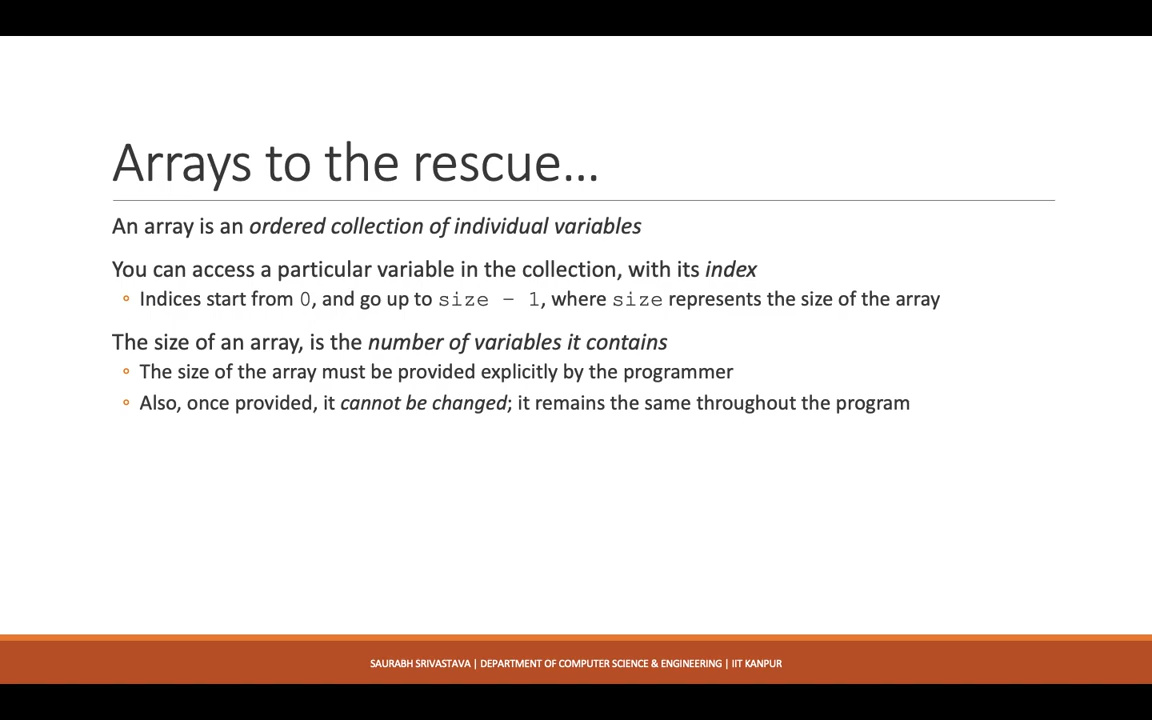 Arrays to the rescue…
An array is an ordered collection of individual variables
You can access a particular variable in the collection, with its index
◦ Indices start from 0, and go up to size - 1, where size represents the size of the array
The size of an array, is the number of variables it contains
◦ The size of the array must be provided explicitly by the programmer
◦ Also, once provided, it cannot be changed; it remains the same throughout the program
SAURABH SRIVASTAVA | DEPARTMENT OF COMPUTER SCIENCE & ENGINEERING | IIT KANPUR